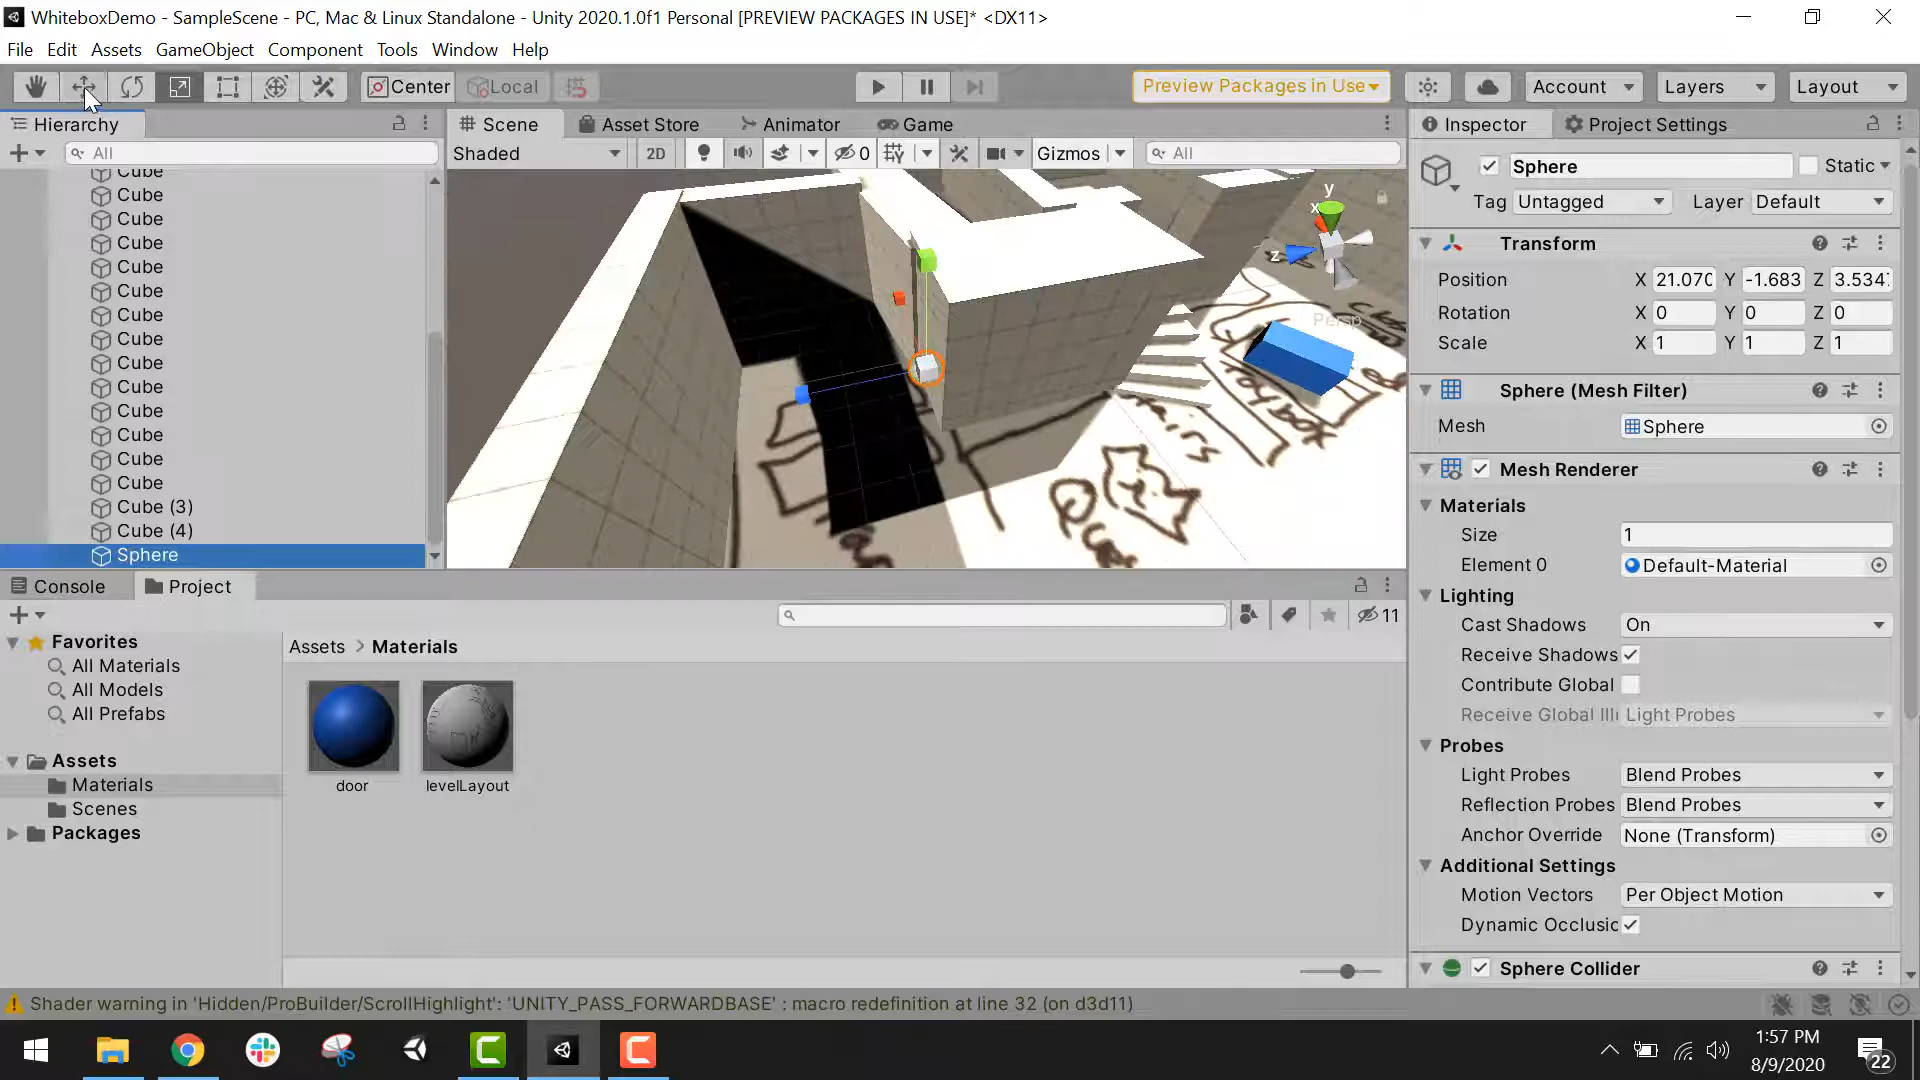 WhiteboxDemo - SampleScene - PC, Mac & Linux Standalone - Unity 2020.1.0f1 Personal [PREVIEW PACKAGES IN USE]* <DX11>
File Edit Assets GameObject Component Tools Window Help
Center Local Preview Packages in Use Account Layers Layout
Hierarchy
All
Cube
Cube
Cube
Cube
Cube
Cube
Cube
Cube
Cube
Cube
Cube
Cube
Cube
Cube
Cube (3)
Cube (4)
Sphere
Scene Asset Store Animator Game
Shaded 2D 0 Gizmos All
y
x
z
Persp
Inspector Project Settings
Sphere Static
Tag Untagged Layer Default
Transform
Position X 21.070 Y -1.683 Z 3.534
Rotation X 0 Y 0 Z 0
Scale X 1 Y 1 Z 1
Sphere (Mesh Filter)
Mesh Sphere
Mesh Renderer
Materials
Size 1
Element 0 Default-Material
Lighting
Cast Shadows On
Receive Shadows
Contribute Global
Receive Global Ill Light Probes
Probes
Light Probes Blend Probes
Reflection Probes Blend Probes
Anchor Override None (Transform)
Additional Settings
Motion Vectors Per Object Motion
Dynamic Occlusic
Sphere Collider
Console Project
11
Favorites
All Materials
All Models
All Prefabs
Assets
Materials
Scenes
Packages
Assets > Materials
door levelLayout
Shader warning in 'Hidden/ProBuilder/ScrollHighlight': 'UNITY_PASS_FORWARDBASE' : macro redefinition at line 32 (on d3d11)
1:57 PM
8/9/2020
22